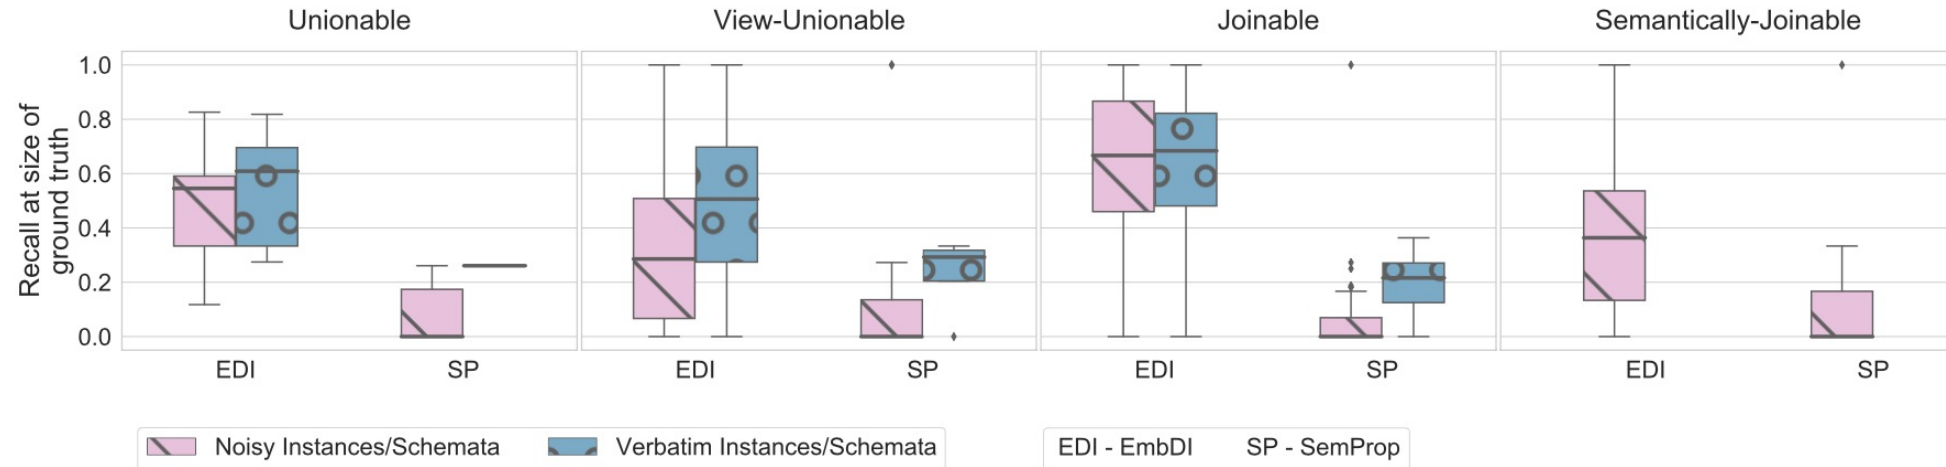 Unionable
View-Unionable
Joinable
Semantically-Joinable
Recall at size of
ground truth
1.0
0.8
0.6
0.4
0.2
0.0
EDI
SP
EDI
SP
EDI
SP
EDI
SP
Noisy Instances/Schemata
Verbatim Instances/Schemata
EDI - EmbDI
SP - SemProp